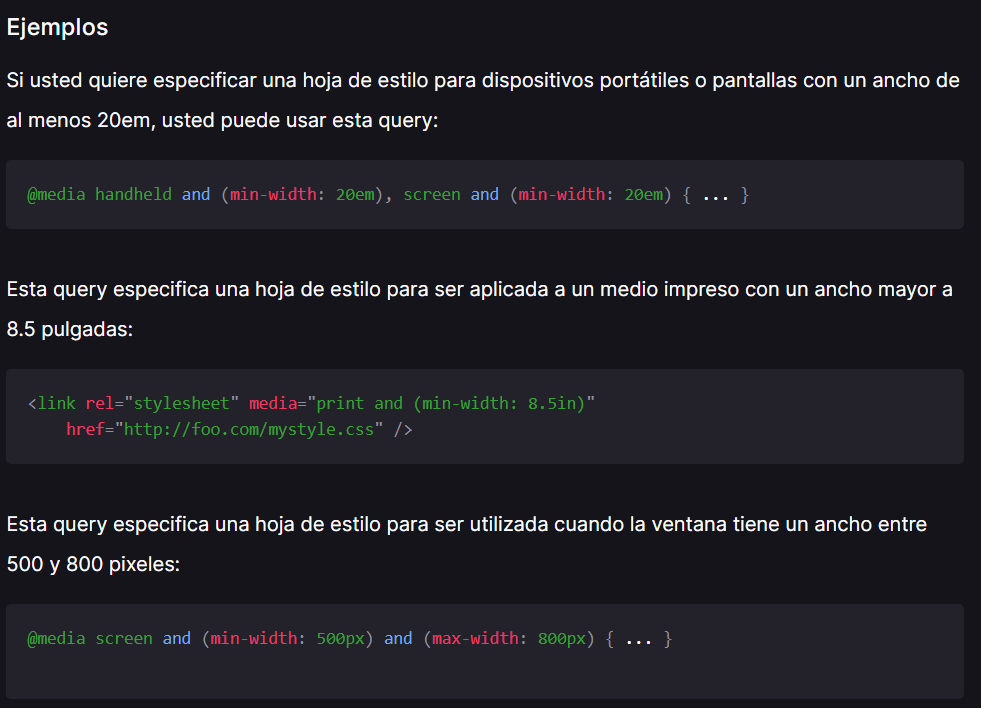 Ejemplos
Si usted quiere especificar una hoja de estilo para dispositivos portátiles o pantallas con un ancho de
al menos 20em, usted puede usar esta query:
@media handheld and (min-width: 20em), screen and (min-width: 20em) { ... }
Esta query especifica una hoja de estilo para ser aplicada a un medio impreso con un ancho mayor a
8.5 pulgadas:
<link rel="stylesheet" media="print and (min-width: 8.5in)"
    href="http://foo.com/mystyle.css" />
Esta query especifica una hoja de estilo para ser utilizada cuando la ventana tiene un ancho entre
500 y 800 pixeles:
@media screen and (min-width: 500px) and (max-width: 800px) { ... }